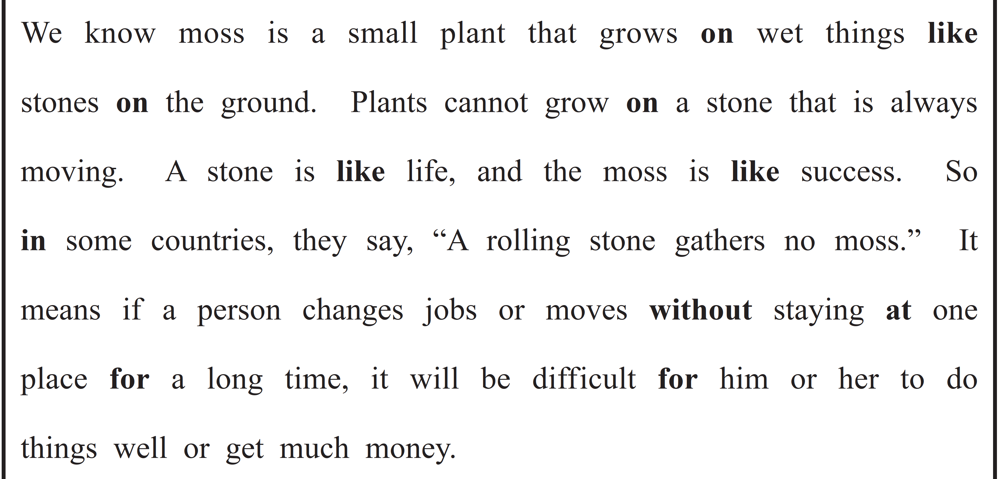 We know moss is a small plant that grows on wet things like
stones on the ground. Plants cannot grow on a stone that is always
moving. A stone is like life, and the moss is like success. So
in some countries, they say, “A rolling stone gathers no moss.” It
means if a person changes jobs or moves without staying at one
place for a long time, it will be difficult for him or her to do
things well or get much money.